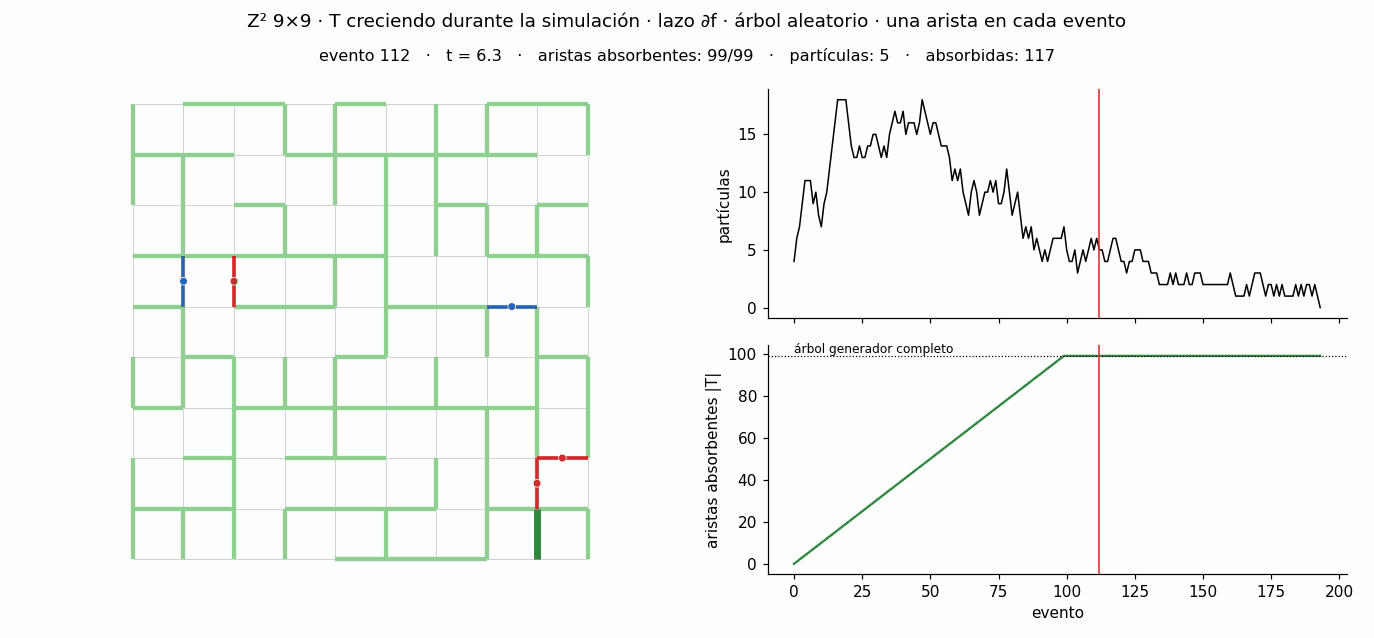 Z² 9×9 · T creciendo durante la simulación · lazo ∂f · árbol aleatorio · una arista en cada evento
evento 112 · t = 6.3 · aristas absorbentes: 99/99 · partículas: 5 · absorbidas: 117
partículas
15
10
5
0
aristas absorbentes |T|
árbol generador completo
100
80
60
40
20
0
0 25 50 75 100 125 150 175 200
evento